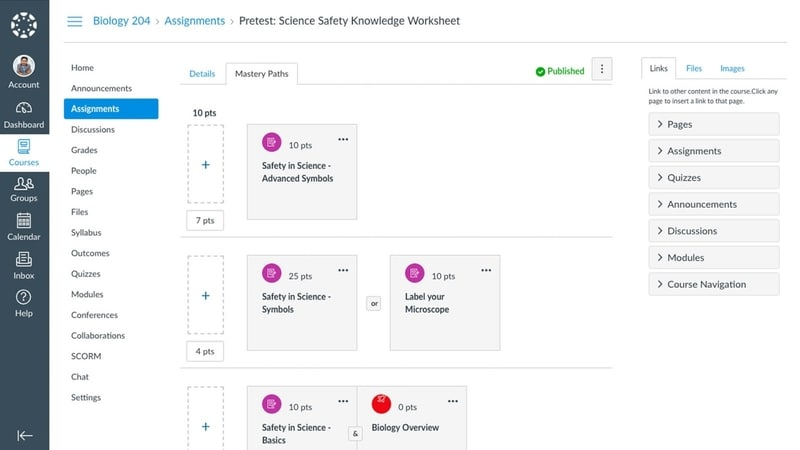 Biology 204 › Assignments › Pretest: Science Safety Knowledge Worksheet
Account
Dashboard
Courses
Groups
Calendar
Inbox
Help
Home
Announcements
Assignments
Discussions
Grades
People
Pages
Files
Syllabus
Outcomes
Quizzes
Modules
Conferences
Collaborations
SCORM
Chat
Settings
Details
Mastery Paths
Published
10 pts
+
10 pts
Safety in Science -
Advanced Symbols
7 pts
+
25 pts
Safety in Science -
Symbols
or
10 pts
Label your
Microscope
4 pts
+
10 pts
Safety in Science -
Basics
&
0 pts
Biology Overview
Links
Files
Images
Link to other content in the course.Click any
page to insert a link to that page.
Pages
Assignments
Quizzes
Announcements
Discussions
Modules
Course Navigation